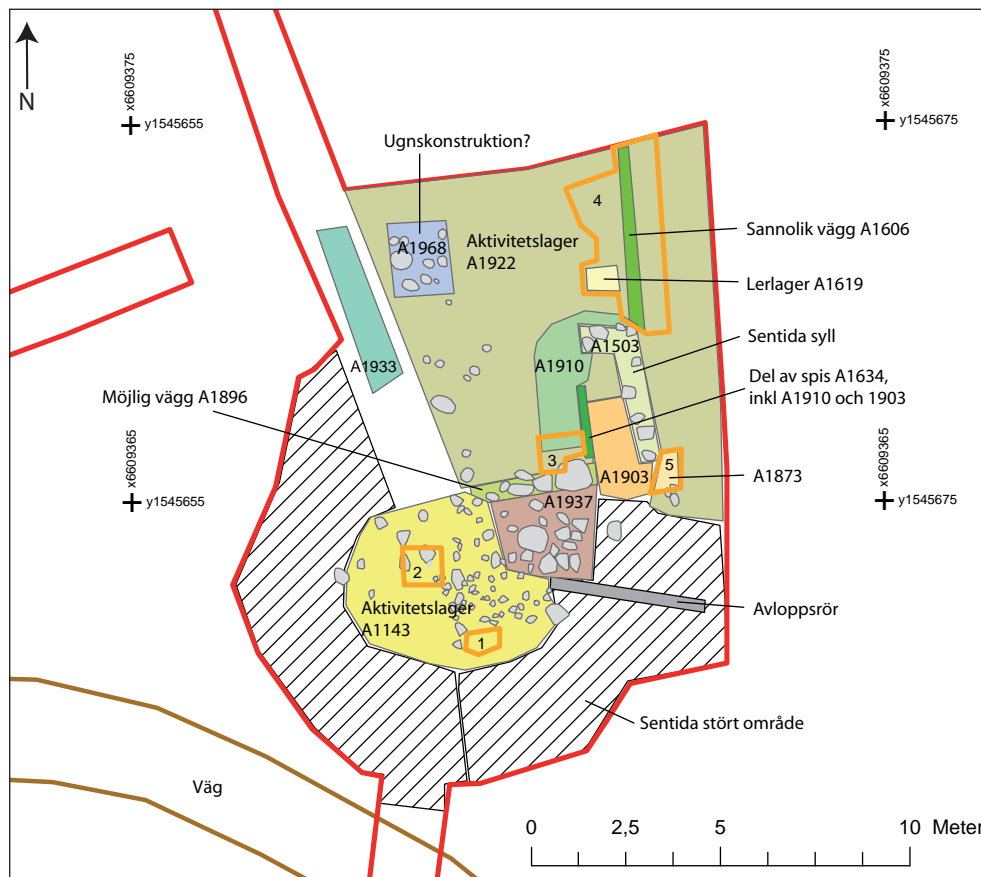 N
x6609375
y1545655
x6609375
y1545675
Ugnskonstruktion?
4
A1968
Aktivitetslager
A1922
Sannolik vägg A1606
Lerlager A1619
Sentida syll
A1503
A1910
A1933
Del av spis A1634,
inkl A1910 och 1903
Möjlig vägg A1896
x6609365
y1545655
3
5
A1903
A1873
x6609365
y1545675
A1937
2
Aktivitetslager
A1143
1
Avloppsrör
Sentida stört område
Väg
0 2,5 5 10 Meter